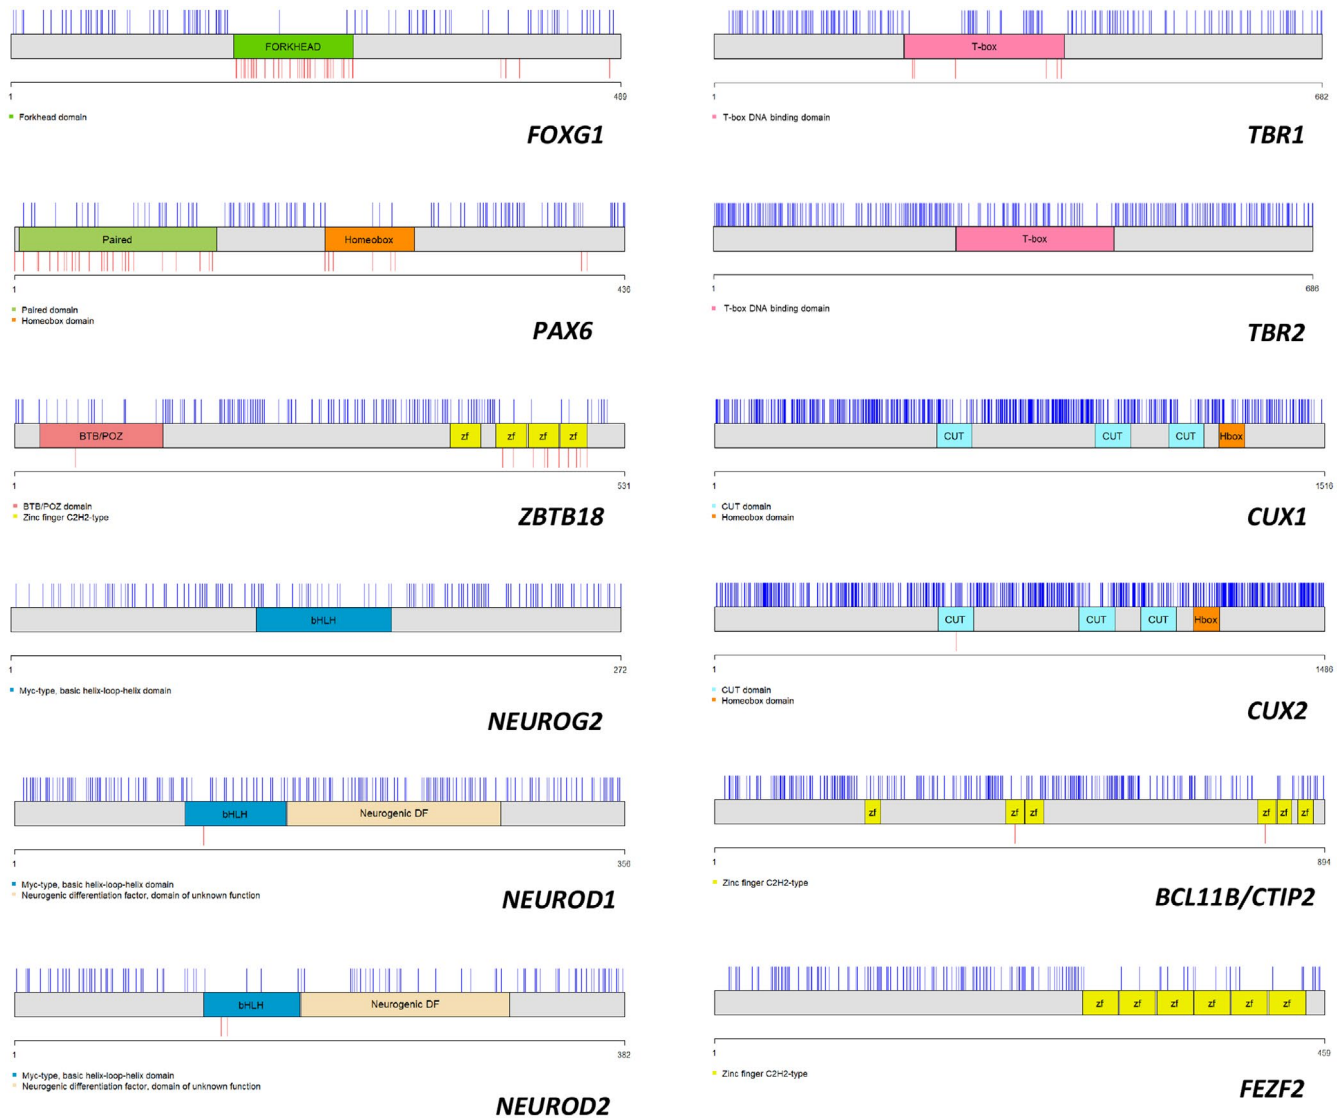 FORKHEAD
1 489
Forkhead domain
FOXG1
Paired Homeobox
1 436
Paired domain
Homeobox domain
PAX6
BTB/POZ zf zf zf zf
1 531
BTB/POZ domain
Zinc finger C2H2-type
ZBTB18
bHLH
1 272
Myc-type, basic helix-loop-helix domain
NEUROG2
bHLH Neurogenic DF
1 356
Myc-type, basic helix-loop-helix domain
Neurogenic differentiation factor, domain of unknown function
NEUROD1
bHLH Neurogenic DF
1 382
Myc-type, basic helix-loop-helix domain
Neurogenic differentiation factor, domain of unknown function
NEUROD2
T-box
1 682
T-box DNA binding domain
TBR1
T-box
1 686
T-box DNA binding domain
TBR2
CUT CUT CUT Hbox
1 1516
CUT domain
Homeobox domain
CUX1
CUT CUT CUT Hbox
1 1486
CUT domain
Homeobox domain
CUX2
zf zf zf zf zf zf
1 894
Zinc finger C2H2-type
BCL11B/CTIP2
zf zf zf zf zf zf
1 459
Zinc finger C2H2-type
FEZF2